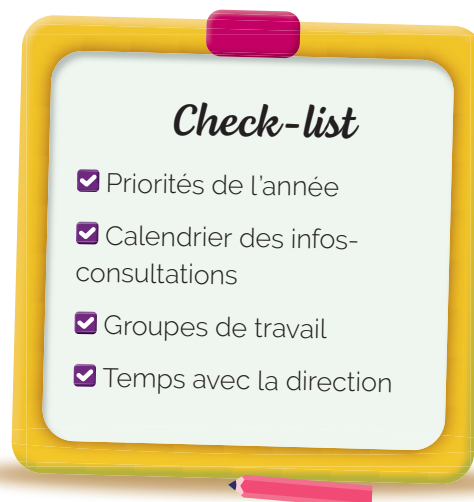 Check-list
Priorités de l'année
Calendrier des infos-
consultations
Groupes de travail
Temps avec la direction